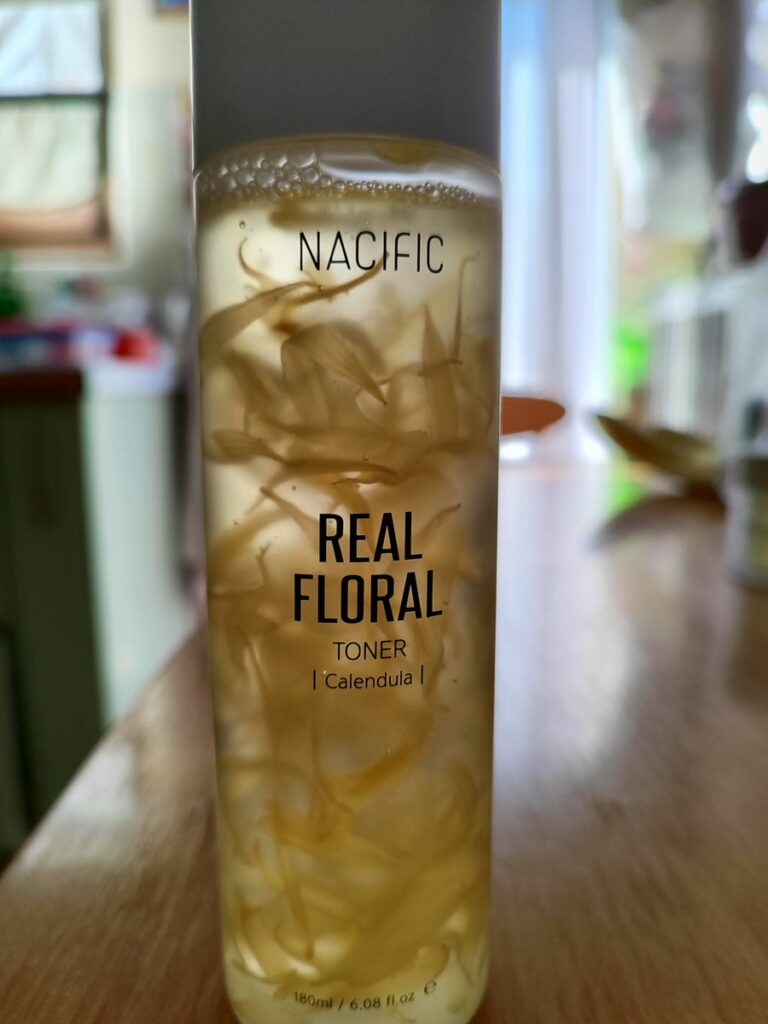 NACIFIC
REAL
FLORAL
TONER
| Calendula |
180ml / 6.08 fl.oz ℮